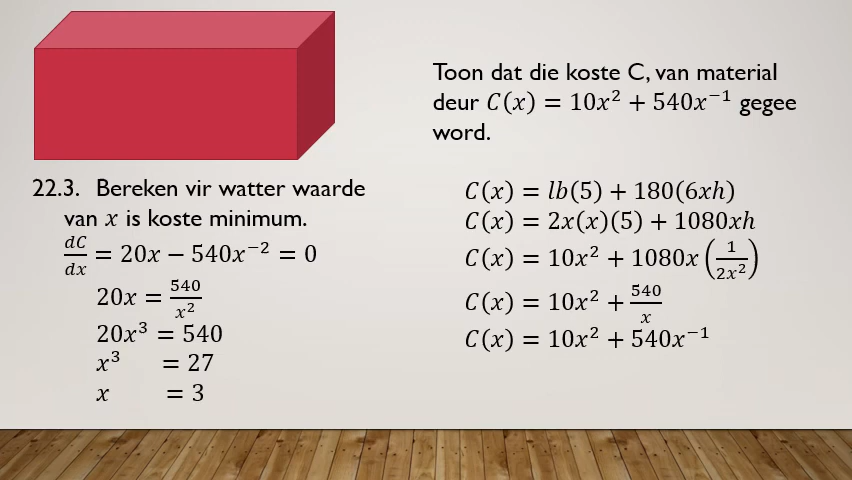 Toon dat die koste C, van material
deur C(x) = 10x² + 540x⁻¹ gegee
word.
C(x) = lb(5) + 180(6xh)
C(x) = 2x(x)(5) + 1080xh
C(x) = 10x² + 1080x(1/2x²)
C(x) = 10x² + 540/x
C(x) = 10x² + 540x⁻¹
22.3. Bereken vir watter waarde
van x is koste minimum.
dC/dx = 20x − 540x⁻² = 0
20x = 540/x²
20x³ = 540
x³ = 27
x = 3